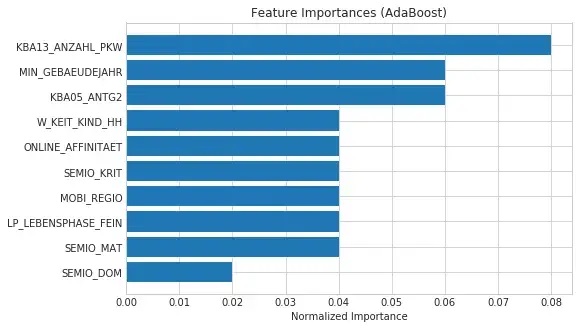 Feature Importances (AdaBoost)
KBA13_ANZAHL_PKW
MIN_GEBAEUDEJAHR
KBA05_ANTG2
W_KEIT_KIND_HH
ONLINE_AFFINITAET
SEMIO_KRIT
MOBI_REGIO
LP_LEBENSPHASE_FEIN
SEMIO_MAT
SEMIO_DOM
0.00 0.01 0.02 0.03 0.04 0.05 0.06 0.07 0.08
Normalized Importance